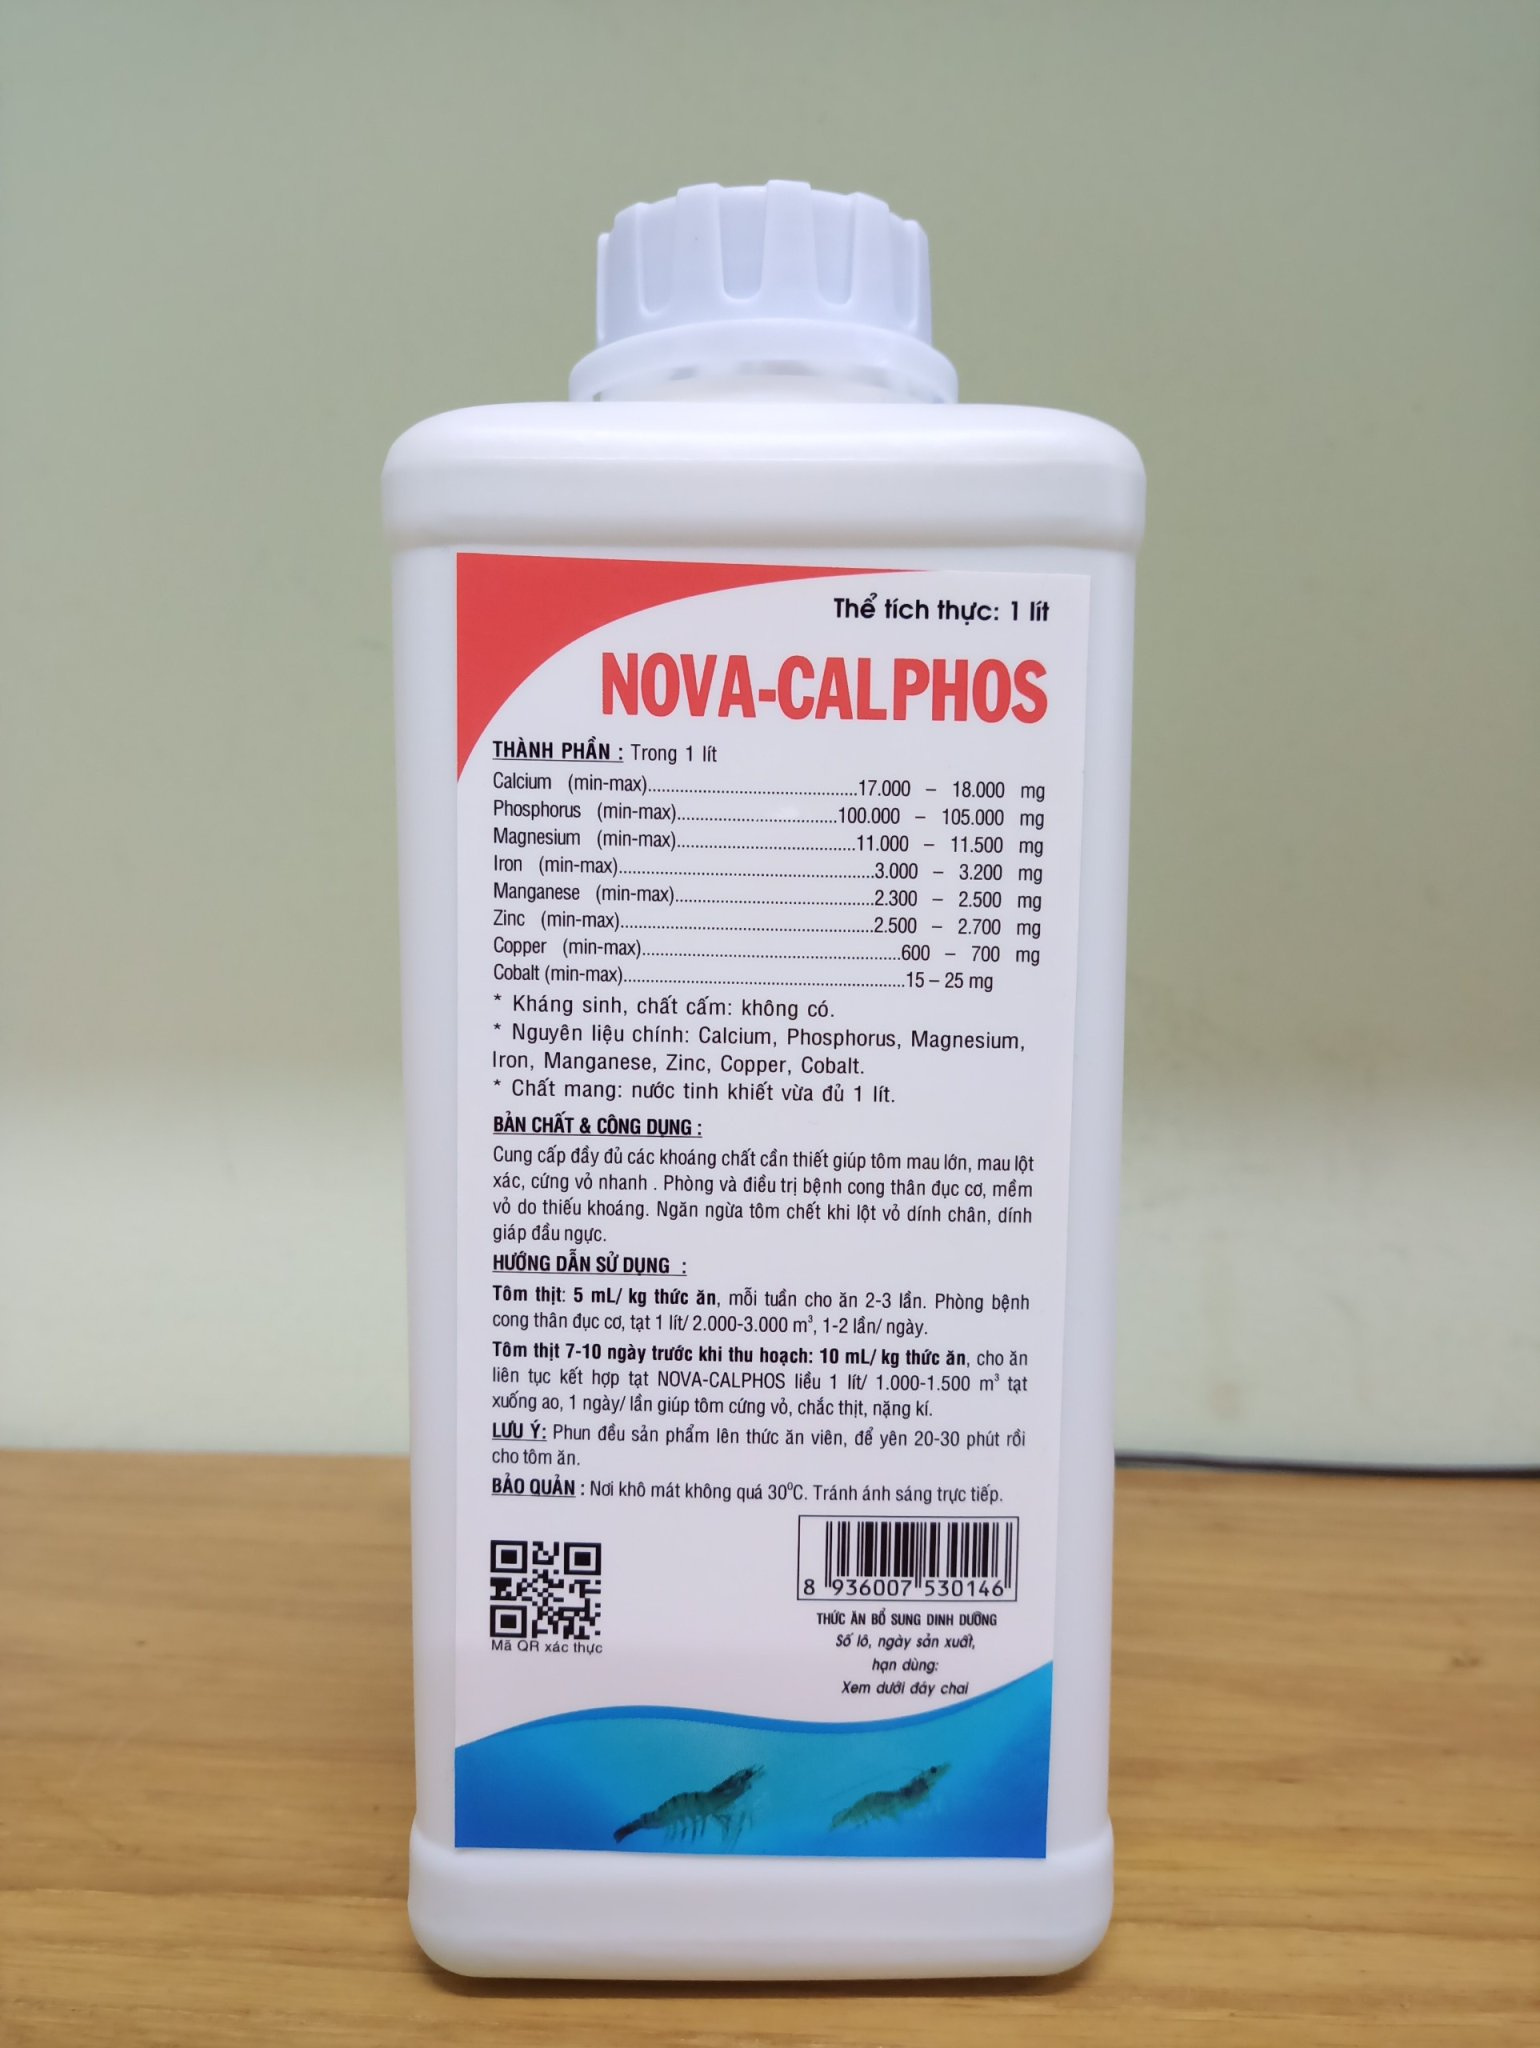 Thể tích thực: 1 lít
NOVA-CALPHOS
THÀNH PHẦN : Trong 1 lít
Calcium (min-max)..............................................17.000 – 18.000 mg
Phosphorus (min-max)...................................100.000 – 105.000 mg
Magnesium (min-max).......................................11.000 – 11.500 mg
Iron (min-max)........................................................3.000 – 3.200 mg
Manganese (min-max)...........................................2.300 – 2.500 mg
Zinc (min-max).......................................................2.500 – 2.700 mg
Copper (min-max)........................................................600 – 700 mg
Cobalt (min-max).............................................................15 – 25 mg
* Kháng sinh, chất cấm: không có.
* Nguyên liệu chính: Calcium, Phosphorus, Magnesium,
Iron, Manganese, Zinc, Copper, Cobalt.
* Chất mang: nước tinh khiết vừa đủ 1 lít.
BẢN CHẤT & CÔNG DỤNG :
Cung cấp đầy đủ các khoáng chất cần thiết giúp tôm mau lớn, mau lột
xác, cứng vỏ nhanh . Phòng và điều trị bệnh cong thân đục cơ, mềm
vỏ do thiếu khoáng. Ngăn ngừa tôm chết khi lột vỏ dính chân, dính
giáp đầu ngực.
HƯỚNG DẪN SỬ DỤNG :
Tôm thịt: 5 mL/ kg thức ăn, mỗi tuần cho ăn 2-3 lần. Phòng bệnh
cong thân đục cơ, tạt 1 lít/ 2.000-3.000 m³, 1-2 lần/ ngày.
Tôm thịt 7-10 ngày trước khi thu hoạch: 10 mL/ kg thức ăn, cho ăn
liên tục kết hợp tạt NOVA-CALPHOS liều 1 lít/ 1.000-1.500 m³ tạt
xuống ao, 1 ngày/ lần giúp tôm cứng vỏ, chắc thịt, nặng kí.
LƯU Ý: Phun đều sản phẩm lên thức ăn viên, để yên 20-30 phút rồi
cho tôm ăn.
BẢO QUẢN : Nơi khô mát không quá 30⁰C. Tránh ánh sáng trực tiếp.
8 936007 530146
Mã QR xác thực
THỨC ĂN BỔ SUNG DINH DƯỠNG
Số lô, ngày sản xuất,
hạn dùng:
Xem dưới đáy chai